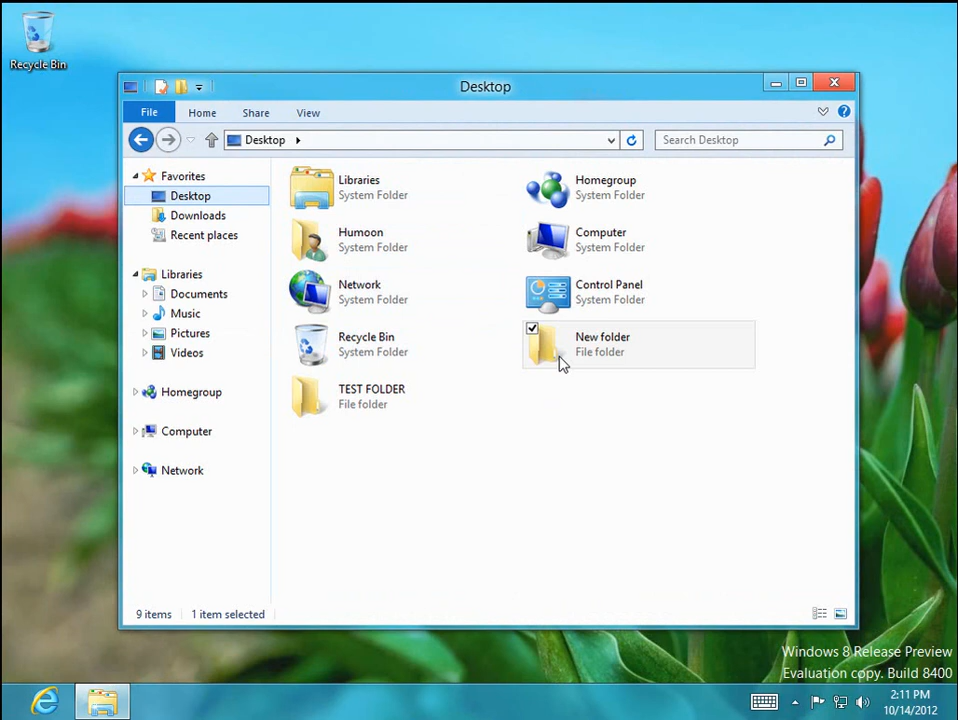 Recycle Bin
Desktop
File Home Share View
Desktop
Search Desktop
Favorites
Desktop
Downloads
Recent places
Libraries
Documents
Music
Pictures
Videos
Homegroup
Computer
Network
Libraries
System Folder
Homegroup
System Folder
Humoon
System Folder
Computer
System Folder
Network
System Folder
Control Panel
System Folder
Recycle Bin
System Folder
New folder
File folder
TEST FOLDER
File folder
9 items 1 item selected
Windows 8 Release Preview
Evaluation copy. Build 8400
2:11 PM
10/14/2012